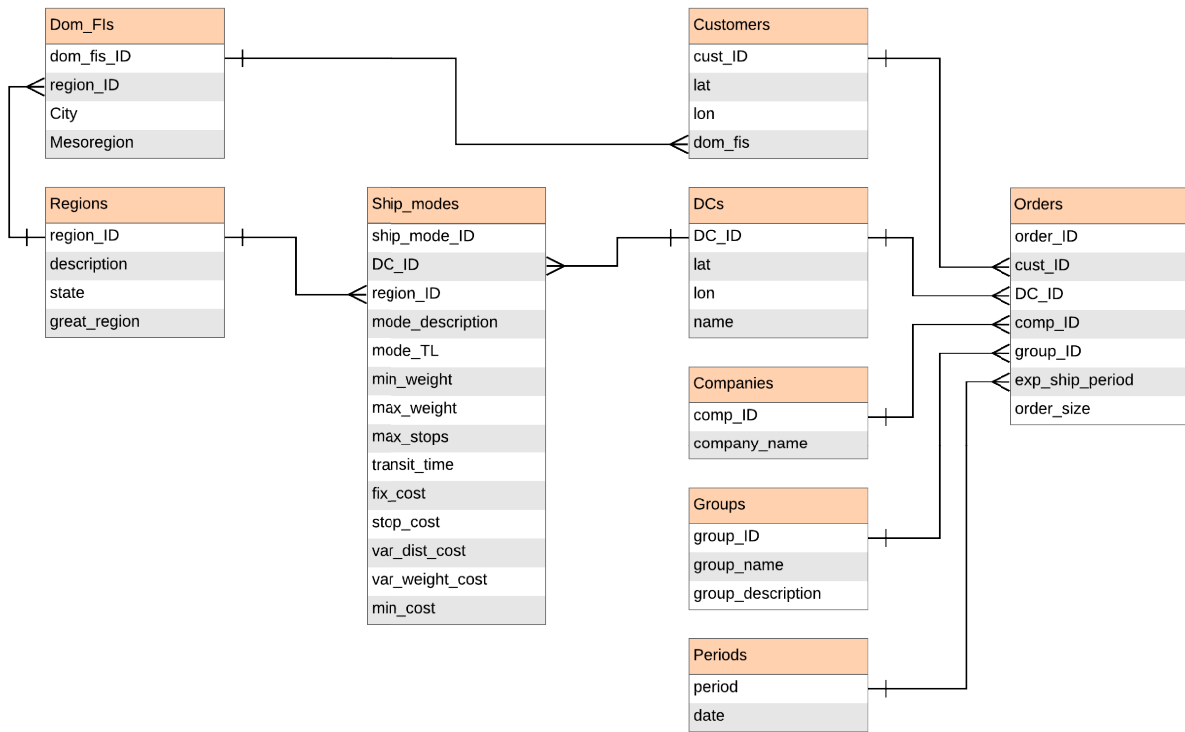 Dom_FIs
dom_fis_ID
region_ID
City
Mesoregion
Regions
region_ID
description
state
great_region
Ship_modes
ship_mode_ID
DC_ID
region_ID
mode_description
mode_TL
min_weight
max_weight
max_stops
transit_time
fix_cost
stop_cost
var_dist_cost
var_weight_cost
min_cost
Customers
cust_ID
lat
lon
dom_fis
DCs
DC_ID
lat
lon
name
Companies
comp_ID
company_name
Groups
group_ID
group_name
group_description
Periods
period
date
Orders
order_ID
cust_ID
DC_ID
comp_ID
group_ID
exp_ship_period
order_size